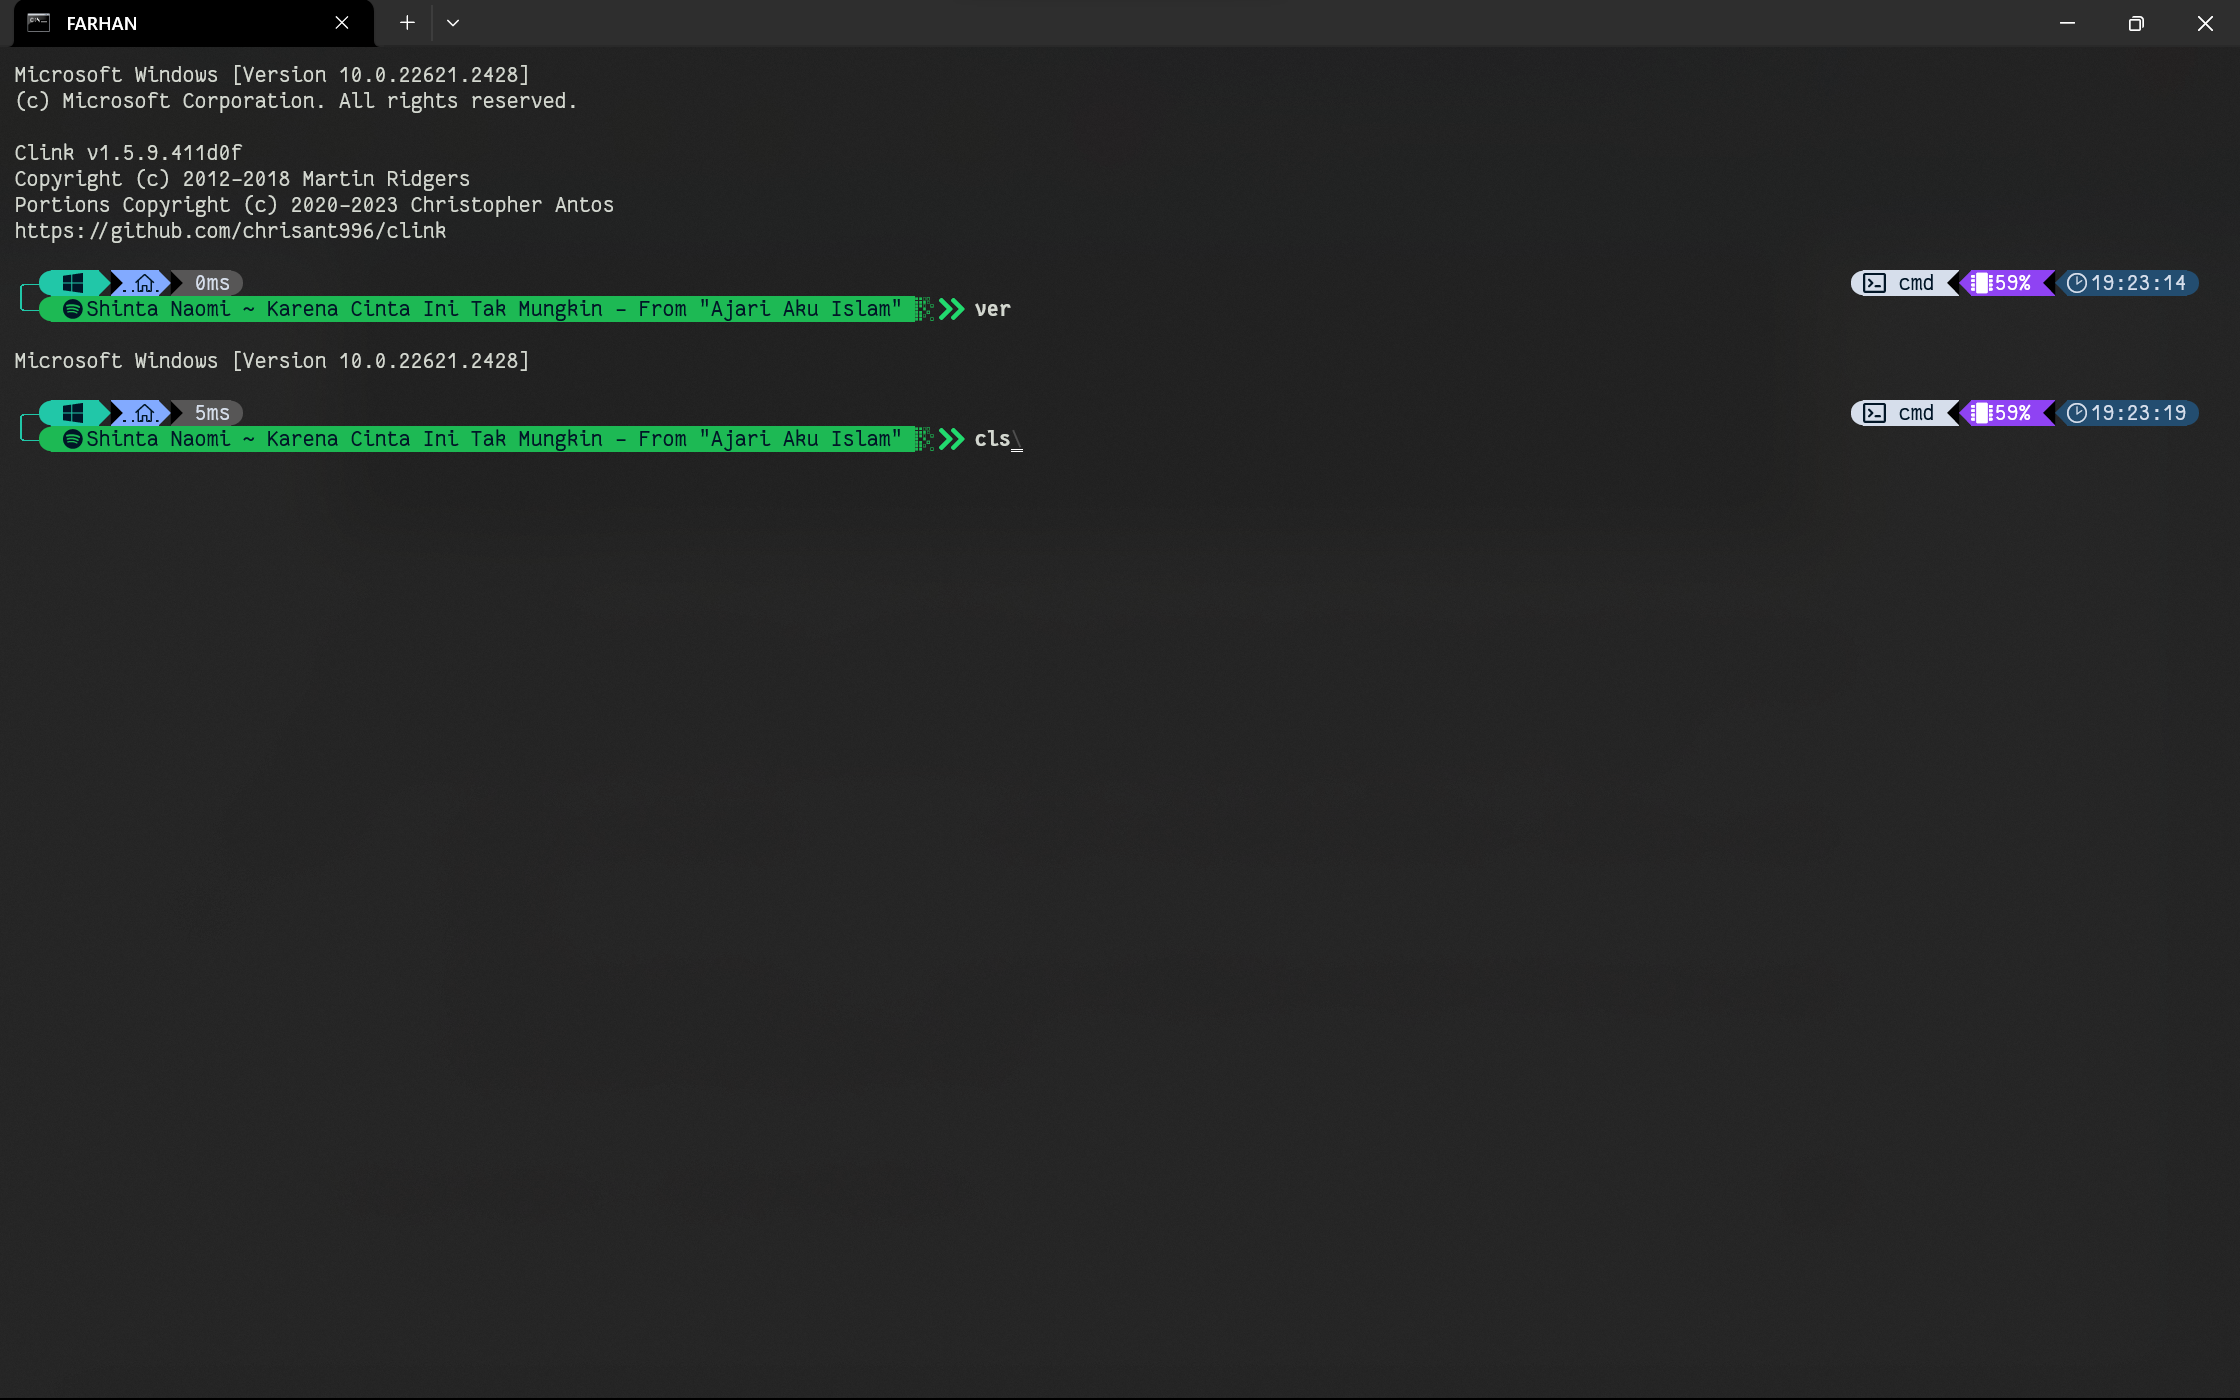 FARHAN
Microsoft Windows [Version 10.0.22621.2428]
(c) Microsoft Corporation. All rights reserved.
Clink v1.5.9.411d0f
Copyright (c) 2012-2018 Martin Ridgers
Portions Copyright (c) 2020-2023 Christopher Antos
https://github.com/chrisant996/clink
0ms cmd 59% 19:23:14
Shinta Naomi ~ Karena Cinta Ini Tak Mungkin - From "Ajari Aku Islam" ver
Microsoft Windows [Version 10.0.22621.2428]
5ms cmd 59% 19:23:19
Shinta Naomi ~ Karena Cinta Ini Tak Mungkin - From "Ajari Aku Islam" cls\